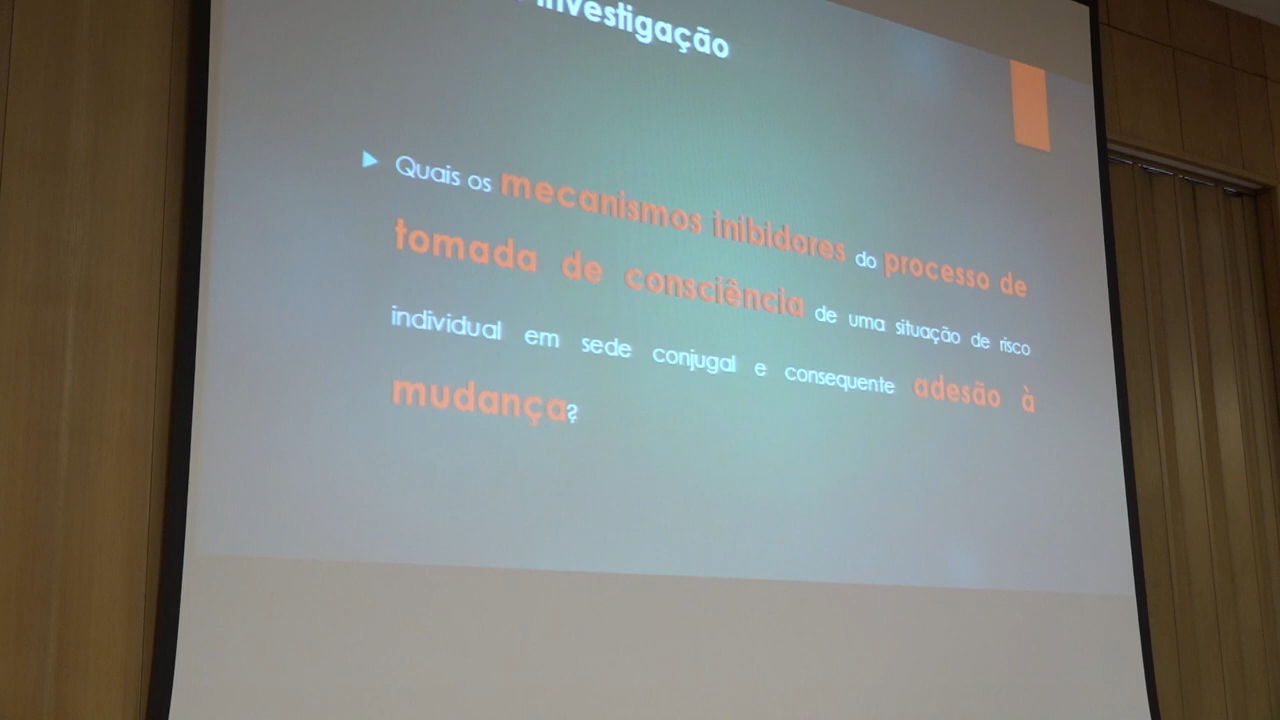 investigação
Quais os mecanismos inibidores do processo de
tomada de consciência de uma situação de risco
individual em sede conjugal e consequente adesão à
mudança?